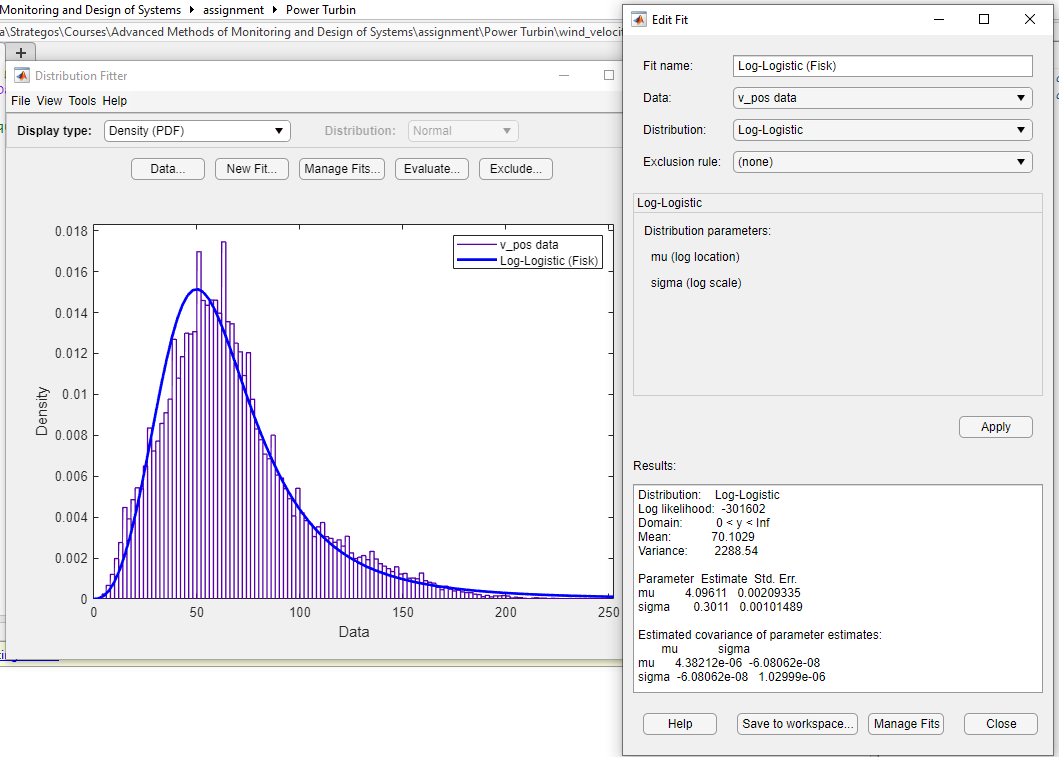 Monitoring and Design of Systems ▸ assignment ▸ Power Turbin
a\Strategos\Courses\Advanced Methods of Monitoring and Design of Systems\assignment\Power Turbin\wind_velocit
+
Distribution Fitter
File View Tools Help
Display type: Density (PDF) Distribution: Normal
Data... New Fit... Manage Fits... Evaluate... Exclude...
v_pos data
Log-Logistic (Fisk)
0.018
0.016
0.014
0.012
0.01
0.008
0.006
0.004
0.002
0
Density
0 50 100 150 200 250
Data
Edit Fit
Fit name: Log-Logistic (Fisk)
Data: v_pos data
Distribution: Log-Logistic
Exclusion rule: (none)
Log-Logistic
Distribution parameters:
mu (log location)
sigma (log scale)
Apply
Results:
Distribution: Log-Logistic
Log likelihood: -301602
Domain: 0 < y < Inf
Mean: 70.1029
Variance: 2288.54
Parameter Estimate Std. Err.
mu 4.09611 0.00209335
sigma 0.3011 0.00101489
Estimated covariance of parameter estimates:
mu sigma
mu 4.38212e-06 -6.08062e-08
sigma -6.08062e-08 1.02999e-06
Help Save to workspace... Manage Fits Close